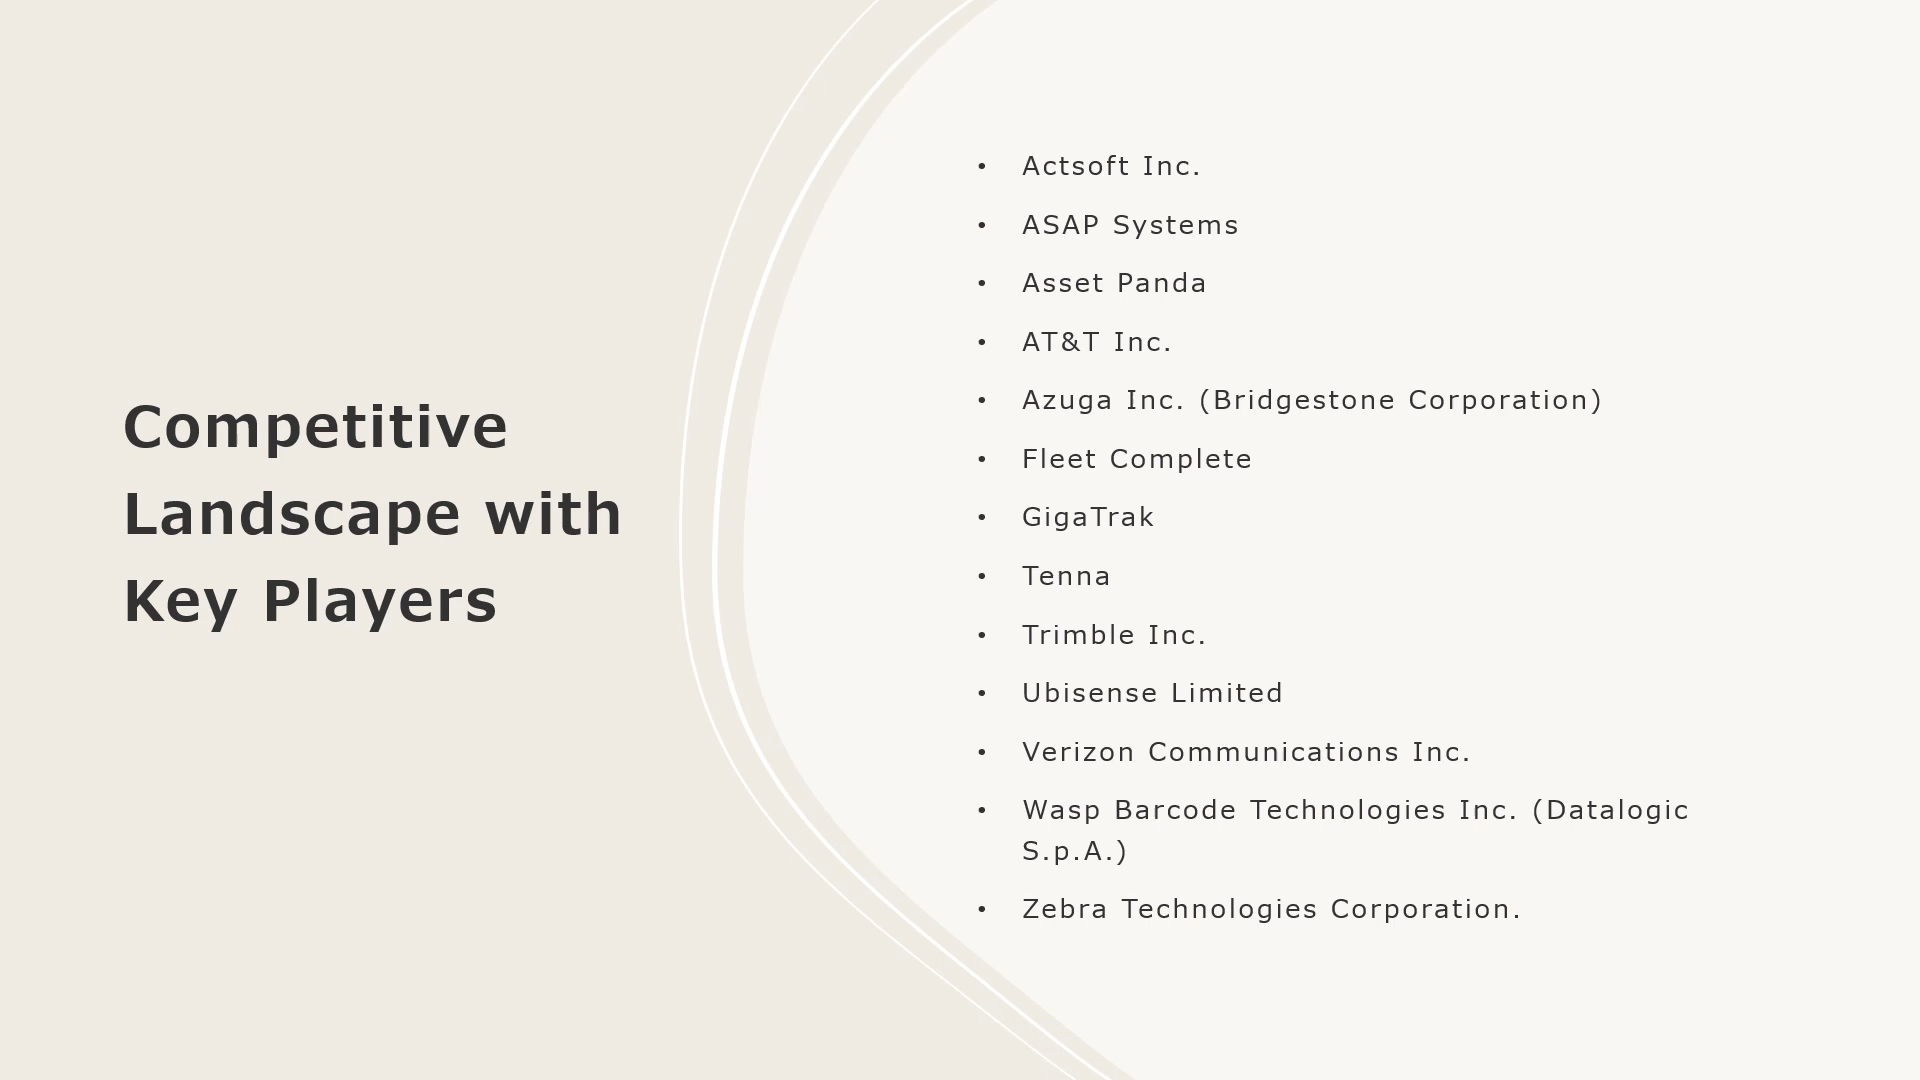 Competitive
Landscape with
Key Players
• Actsoft Inc.
• ASAP Systems
• Asset Panda
• AT&T Inc.
• Azuga Inc. (Bridgestone Corporation)
• Fleet Complete
• GigaTrak
• Tenna
• Trimble Inc.
• Ubisense Limited
• Verizon Communications Inc.
• Wasp Barcode Technologies Inc. (Datalogic
S.p.A.)
• Zebra Technologies Corporation.